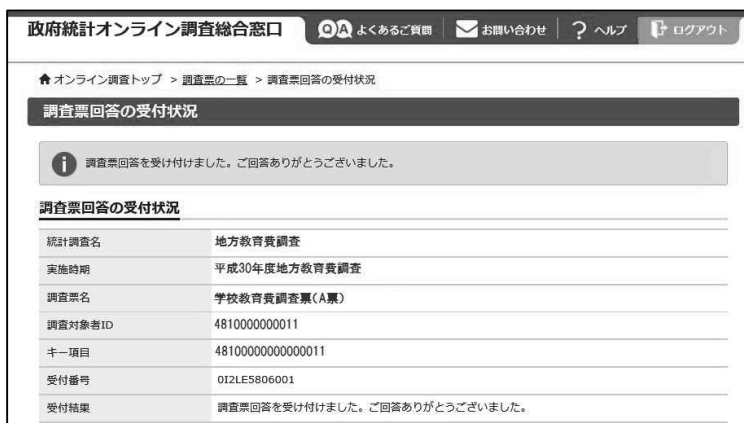 政府統計オンライン調査総合窓口 QA よくあるご質問 お問い合わせ ? ヘルプ ログアウト
オンライン調査トップ > 調査票の一覧 > 調査票回答の受付状況
調査票回答の受付状況
i 調査票回答を受け付けました。ご回答ありがとうございました。
調査票回答の受付状況
統計調査名 地方教育費調査
実施時期 平成30年度地方教育費調査
調査票名 学校教育費調査票(A票)
調査対象者ID 4810000000011
キー項目 48100000000000011
受付番号 0I2LE5806001
受付結果 調査票回答を受け付けました。ご回答ありがとうございました。